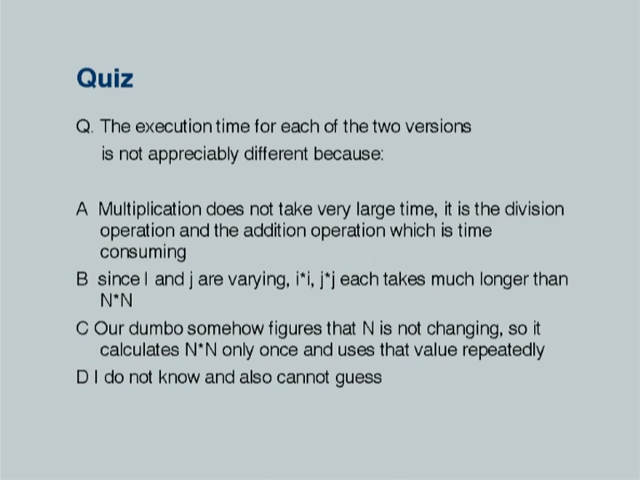 Quiz
Q. The execution time for each of the two versions
is not appreciably different because:
A Multiplication does not take very large time, it is the division
operation and the addition operation which is time
consuming
B since I and j are varying, i*i, j*j each takes much longer than
N*N
C Our dumbo somehow figures that N is not changing, so it
calculates N*N only once and uses that value repeatedly
D I do not know and also cannot guess